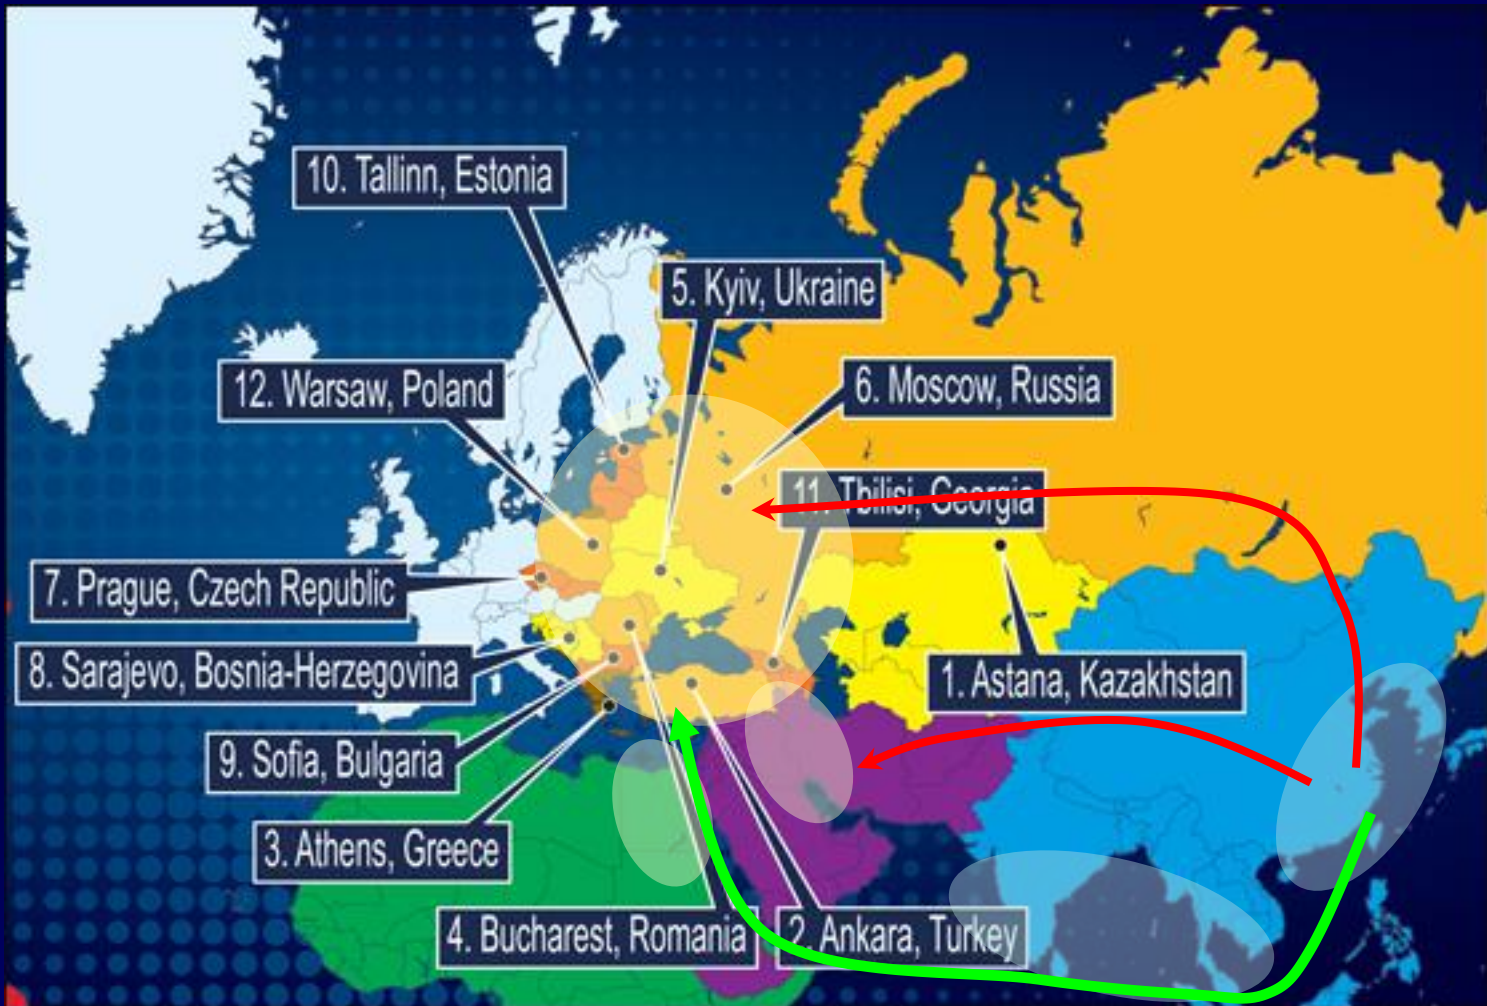 10. Tallinn, Estonia
5. Kyiv, Ukraine
12. Warsaw, Poland
6. Moscow, Russia
11. Tbilisi, Georgia
7. Prague, Czech Republic
8. Sarajevo, Bosnia-Herzegovina
1. Astana, Kazakhstan
9. Sofia, Bulgaria
3. Athens, Greece
4. Bucharest, Romania
2. Ankara, Turkey